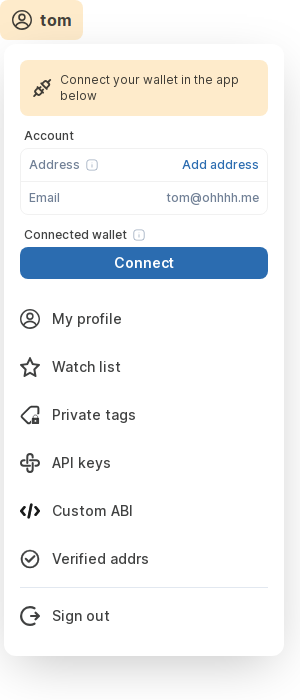 tom
Connect your wallet in the app
below
Account
Address
Add address
Email
tom@ohhhh.me
Connected wallet
Connect
My profile
Watch list
Private tags
API keys
Custom ABI
Verified addrs
Sign out